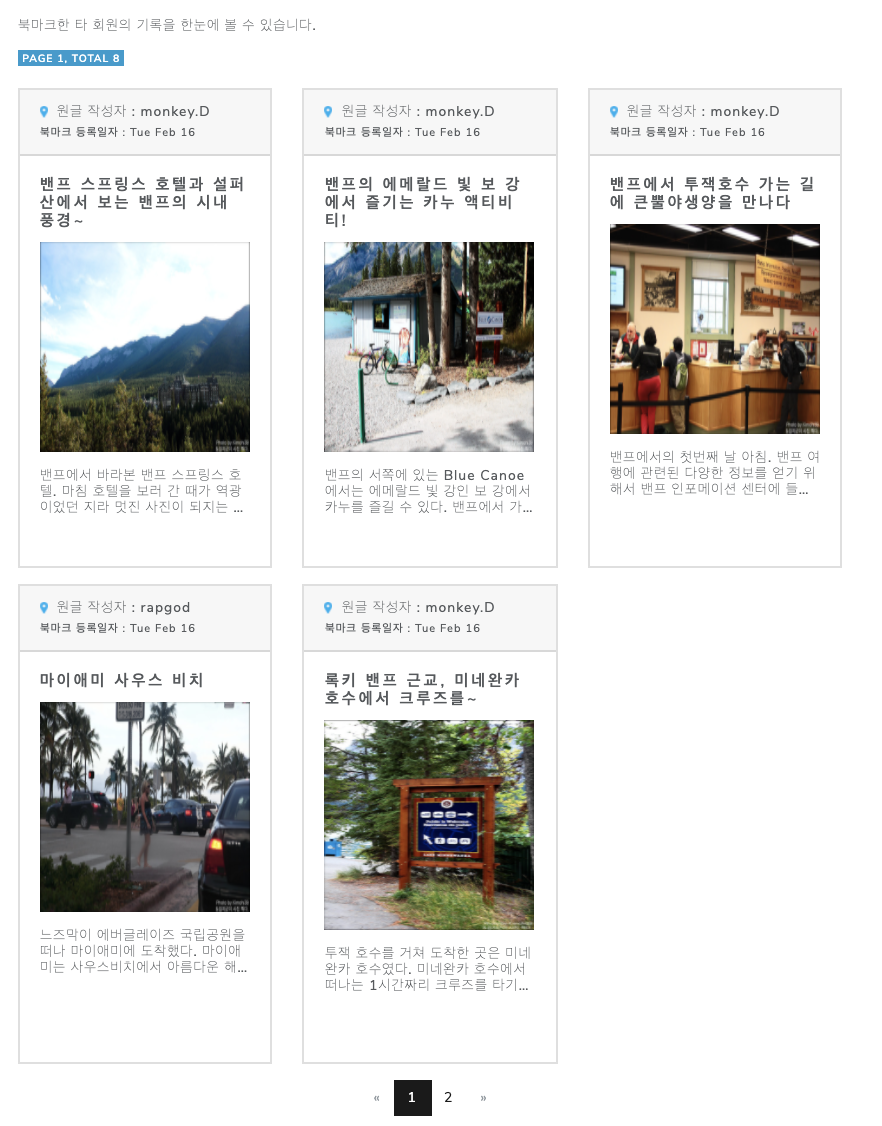 북마크한 타 회원의 기록을 한눈에 볼 수 있습니다.
PAGE 1, TOTAL 8
원글 작성자 : monkey.D
북마크 등록일자 : Tue Feb 16
밴프 스프링스 호텔과 설퍼
산에서 보는 밴프의 시내
풍경~
밴프에서 바라본 밴프 스프링스 호
텔. 마침 호텔을 보러 간 때가 역광
이었던 지라 멋진 사진이 되지는 ...
원글 작성자 : monkey.D
북마크 등록일자 : Tue Feb 16
밴프의 에메랄드 빛 보 강
에서 즐기는 카누 액티비
티!
밴프의 서쪽에 있는 Blue Canoe
에서는 에메랄드 빛 강인 보 강에서
카누를 즐길 수 있다. 밴프에서 가...
원글 작성자 : monkey.D
북마크 등록일자 : Tue Feb 16
밴프에서 투잭호수 가는 길
에 큰뿔야생양을 만나다
밴프에서의 첫번째 날 아침. 밴프 여
행에 관련된 다양한 정보를 얻기 위
해서 밴프 인포메이션 센터에 들...
원글 작성자 : rapgod
북마크 등록일자 : Tue Feb 16
마이애미 사우스 비치
느즈막이 에버글레이즈 국립공원을
떠나 마이애미에 도착했다. 마이애
미는 사우스비치에서 아름다운 해...
원글 작성자 : monkey.D
북마크 등록일자 : Tue Feb 16
록키 밴프 근교, 미네완카
호수에서 크루즈를~
투잭 호수를 거쳐 도착한 곳은 미네
완카 호수였다. 미네완카 호수에서
떠나는 1시간짜리 크루즈를 타기...
« 1 2 »